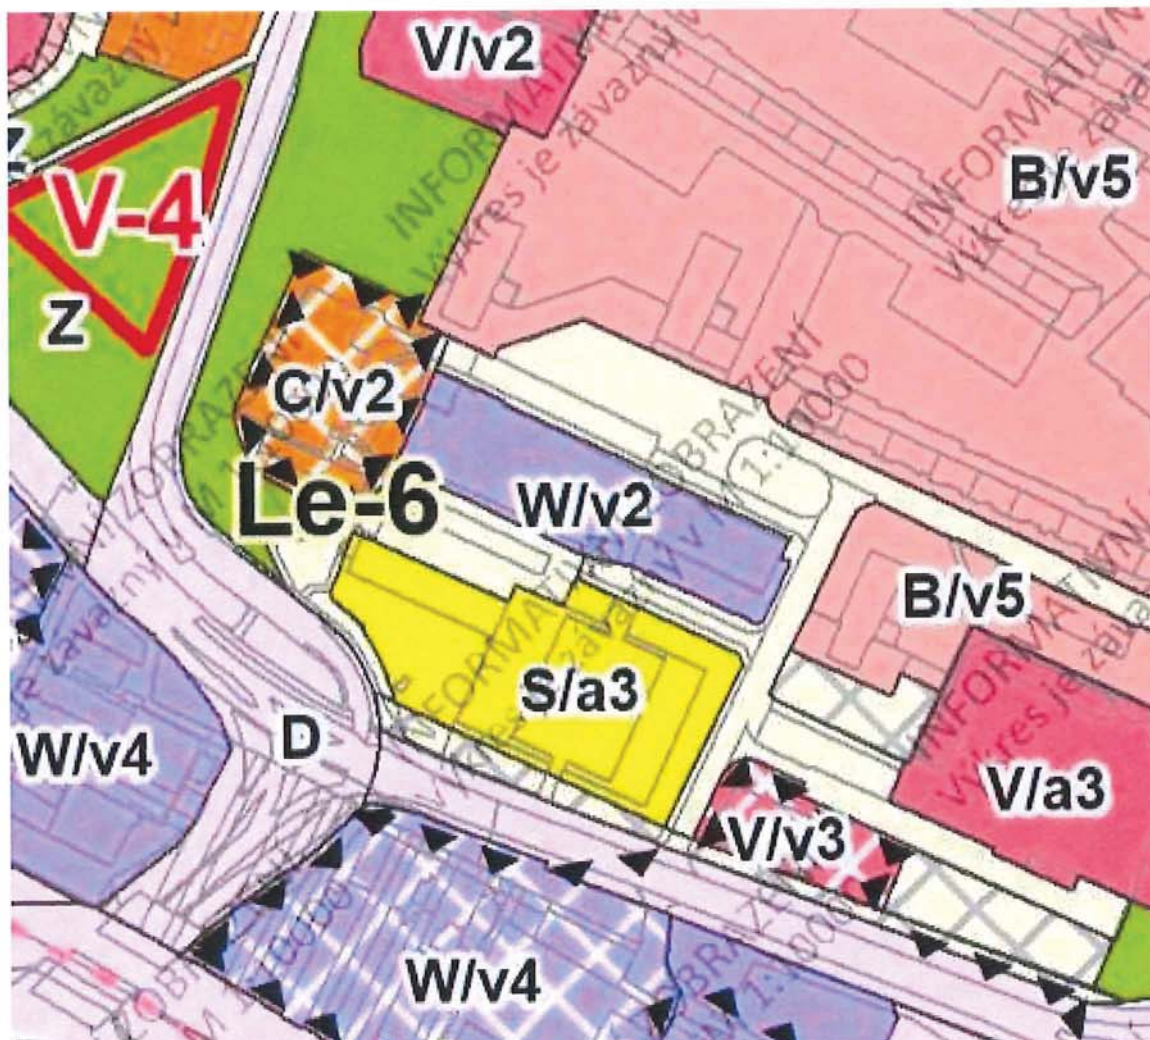 V/v2
B/v5
V-4
z
Z
C/v2
Le-6
W/v2
B/v5
S/a3
D
W/v4
V/a3
V/v3
W/v4
INFORMATIVNÍ
výkres je závazný
ZOBRAZENÍ
1:10000